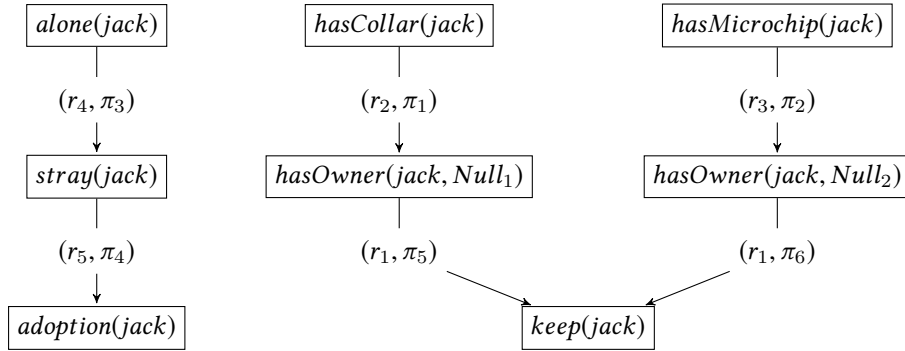 alone(jack) hasCollar(jack) hasMicrochip(jack)
(r₄, π₃) (r₂, π₁) (r₃, π₂)
stray(jack) hasOwner(jack, Null₁) hasOwner(jack, Null₂)
(r₅, π₄) (r₁, π₅) (r₁, π₆)
adoption(jack) keep(jack)